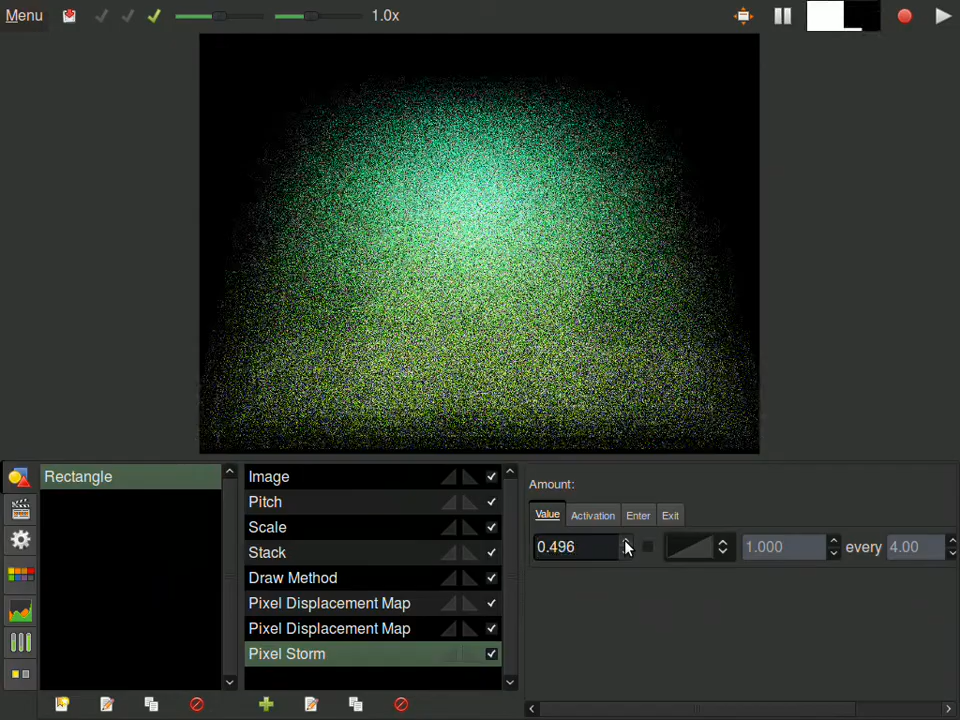 Menu 1.0x
Rectangle
Image
Pitch
Scale
Stack
Draw Method
Pixel Displacement Map
Pixel Displacement Map
Pixel Storm
Amount:
Value Activation Enter Exit
0.496 1.000 every 4.00